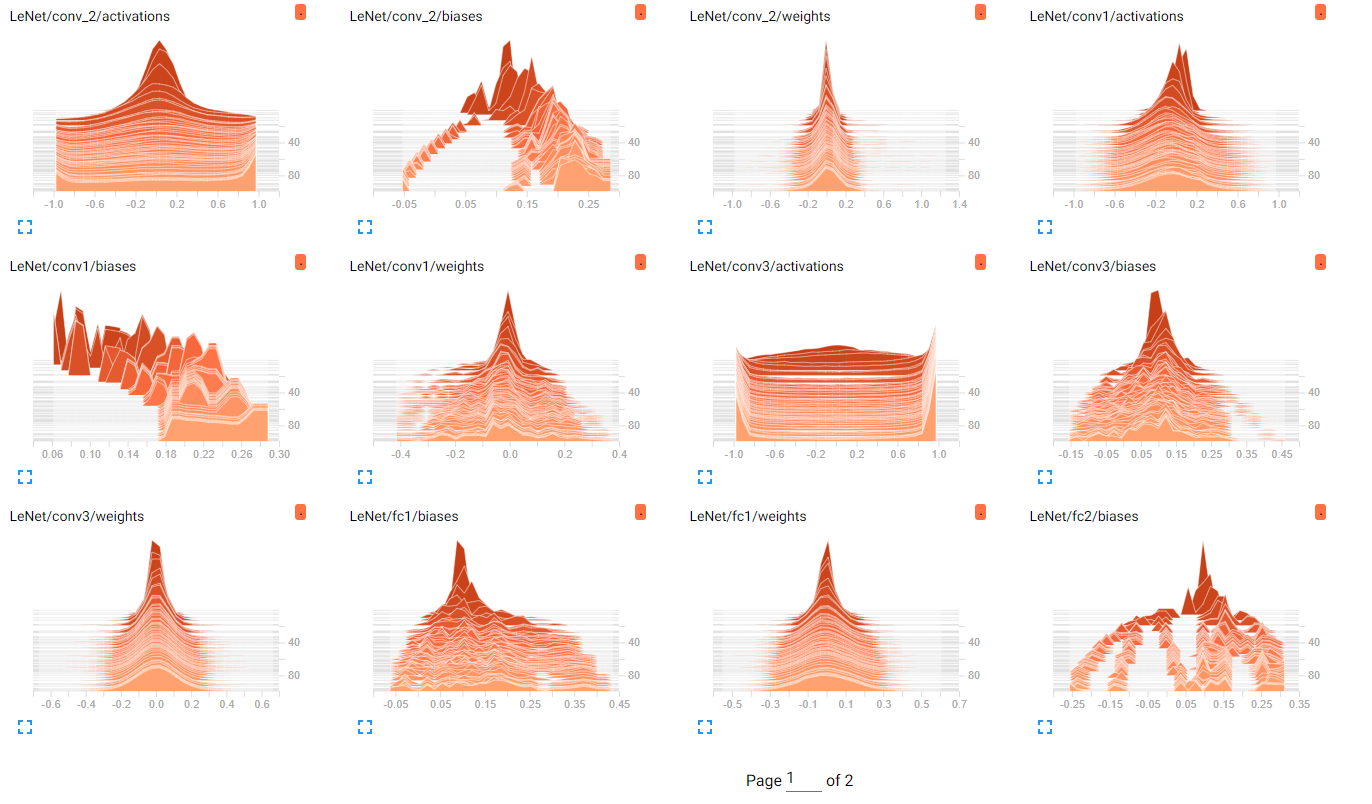 LeNet/conv_2/activations
LeNet/conv_2/biases
LeNet/conv_2/weights
LeNet/conv1/activations
40
80
-1.0 -0.6 -0.2 0.2 0.6 1.0
40
80
-0.05 0.05 0.15 0.25
40
80
-1.0 -0.6 -0.2 0.2 0.6 1.0 1.4
40
80
-1.0 -0.6 -0.2 0.2 0.6 1.0
LeNet/conv1/biases
LeNet/conv1/weights
LeNet/conv3/activations
LeNet/conv3/biases
40
80
0.06 0.10 0.14 0.18 0.22 0.26 0.30
40
80
-0.4 -0.2 0.0 0.2 0.4
40
80
-1.0 -0.6 -0.2 0.2 0.6 1.0
40
80
-0.15 -0.05 0.05 0.15 0.25 0.35 0.45
LeNet/conv3/weights
LeNet/fc1/biases
LeNet/fc1/weights
LeNet/fc2/biases
40
80
-0.6 -0.4 -0.2 0.0 0.2 0.4 0.6
40
80
-0.05 0.05 0.15 0.25 0.35 0.45
40
80
-0.5 -0.3 -0.1 0.1 0.3 0.5 0.7
40
80
-0.25 -0.15 -0.05 0.05 0.15 0.25 0.35
Page 1 of 2